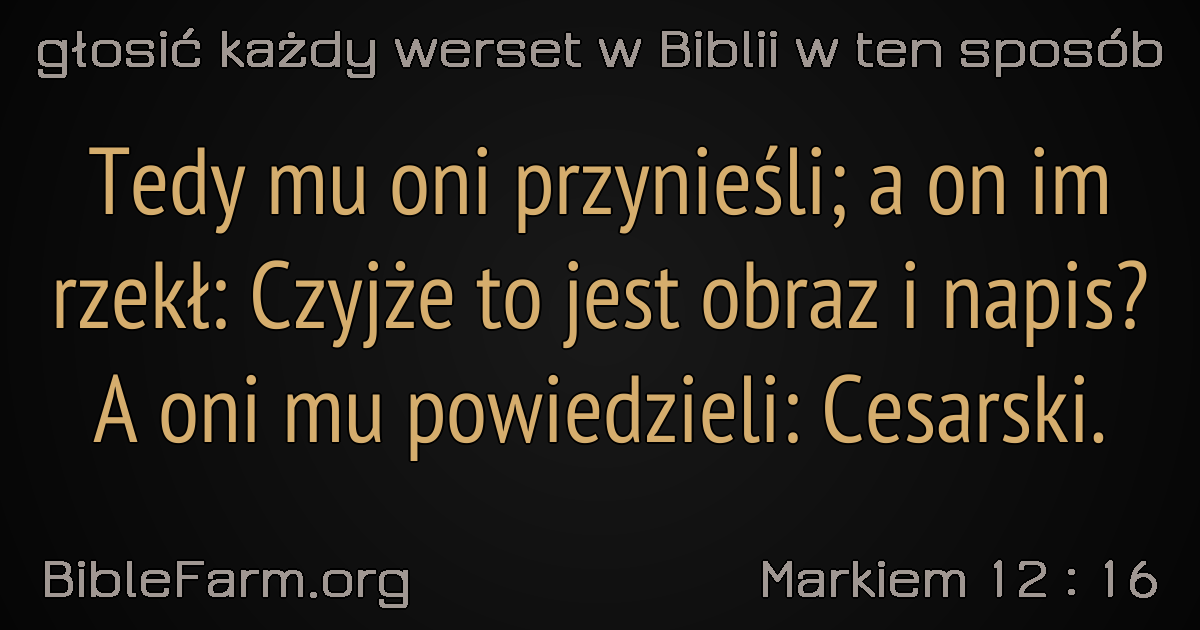 głosić każdy werset w Biblii w ten sposób
Tedy mu oni przynieśli; a on im
rzekł: Czyjże to jest obraz i napis?
A oni mu powiedzieli: Cesarski.
BibleFarm.org
Markiem 12 : 16